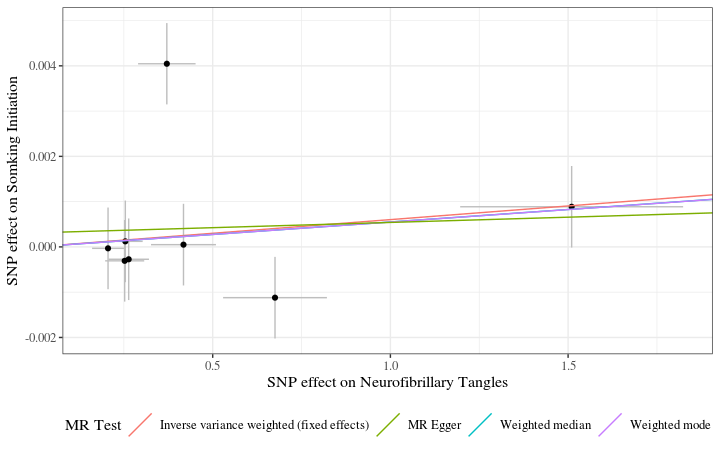 SNP effect on Somking Initiation
0.004
0.002
0.000
-0.002
0.5
1.0
1.5
SNP effect on Neurofibrillary Tangles
MR Test
Inverse variance weighted (fixed effects)
MR Egger
Weighted median
Weighted mode